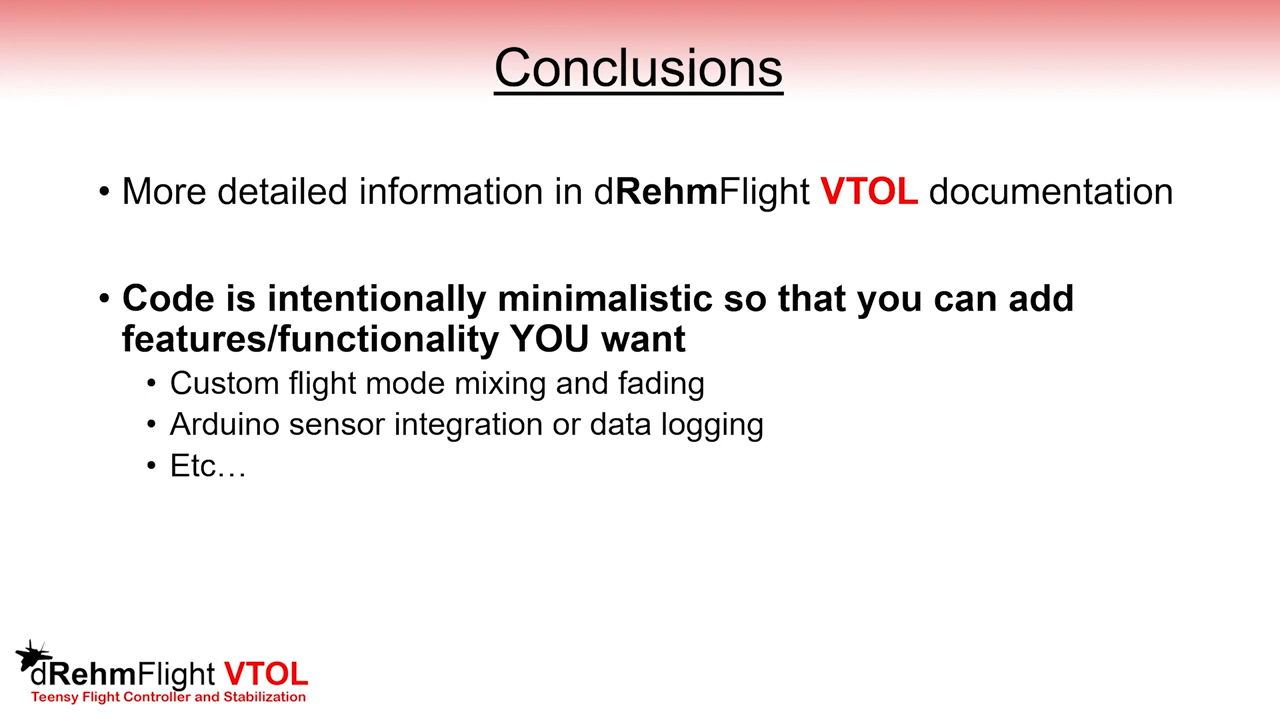 Conclusions
• More detailed information in dRehmFlight VTOL documentation
• Code is intentionally minimalistic so that you can add
features/functionality YOU want
• Custom flight mode mixing and fading
• Arduino sensor integration or data logging
• Etc…
dRehmFlight VTOL
Teensy Flight Controller and Stabilization